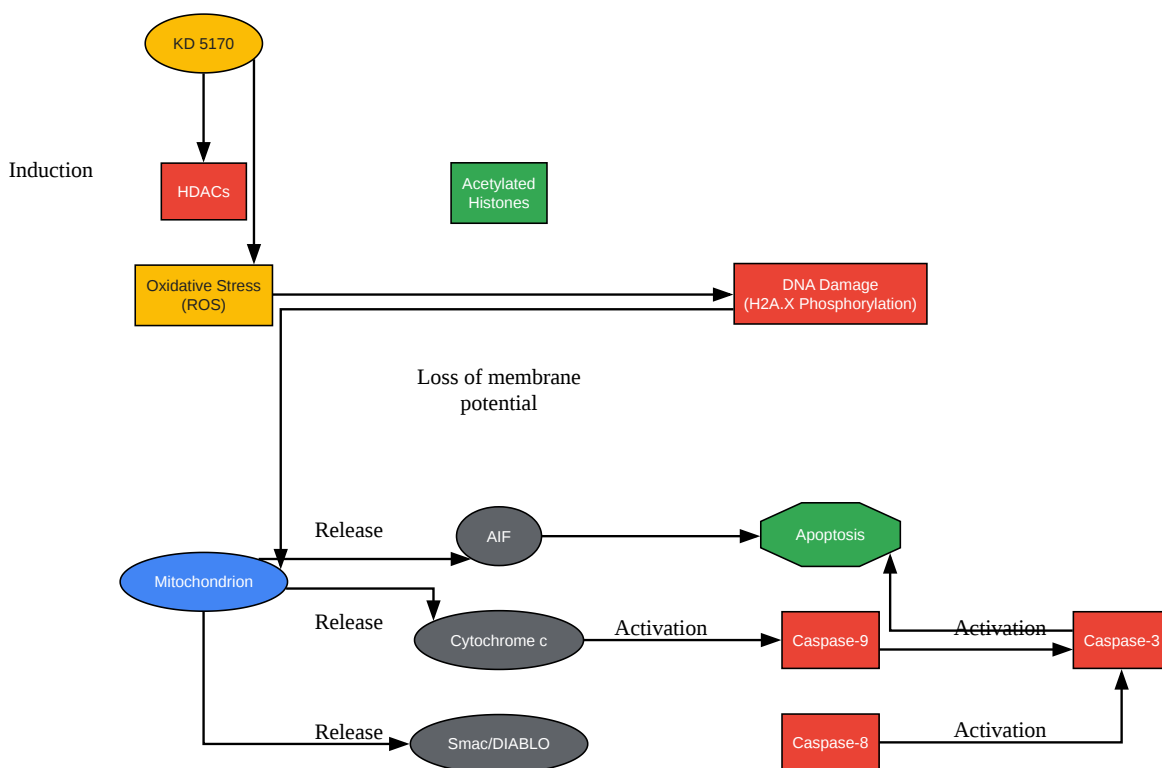 KD 5170
Induction
HDACs
Acetylated
Histones
Oxidative Stress
(ROS)
DNA Damage
(H2A.X Phosphorylation)
Loss of membrane
potential
Release
AIF
Apoptosis
Mitochondrion
Release
Cytochrome c
Activation
Caspase-9
Activation
Caspase-3
Release
Smac/DIABLO
Caspase-8
Activation